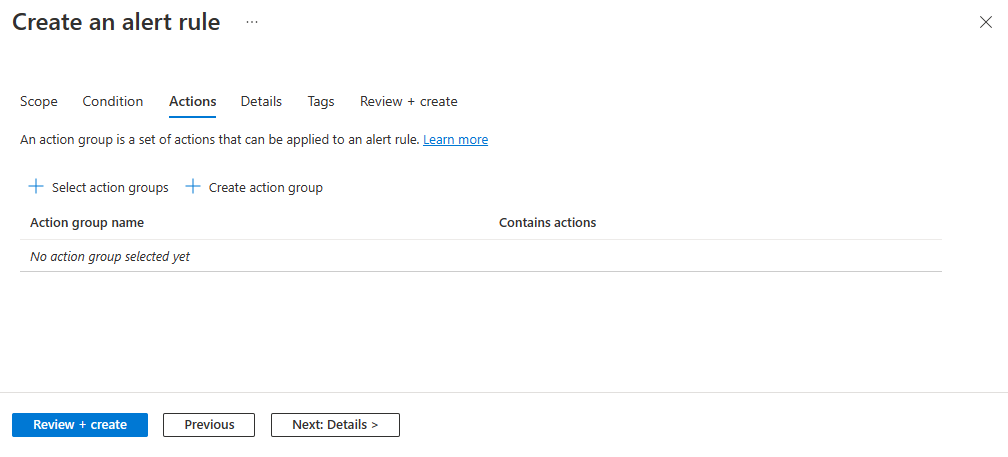 Create an alert rule ...
Scope Condition Actions Details Tags Review + create
An action group is a set of actions that can be applied to an alert rule. Learn more
Select action groups Create action group
Action group name Contains actions
No action group selected yet
Review + create Previous Next: Details >